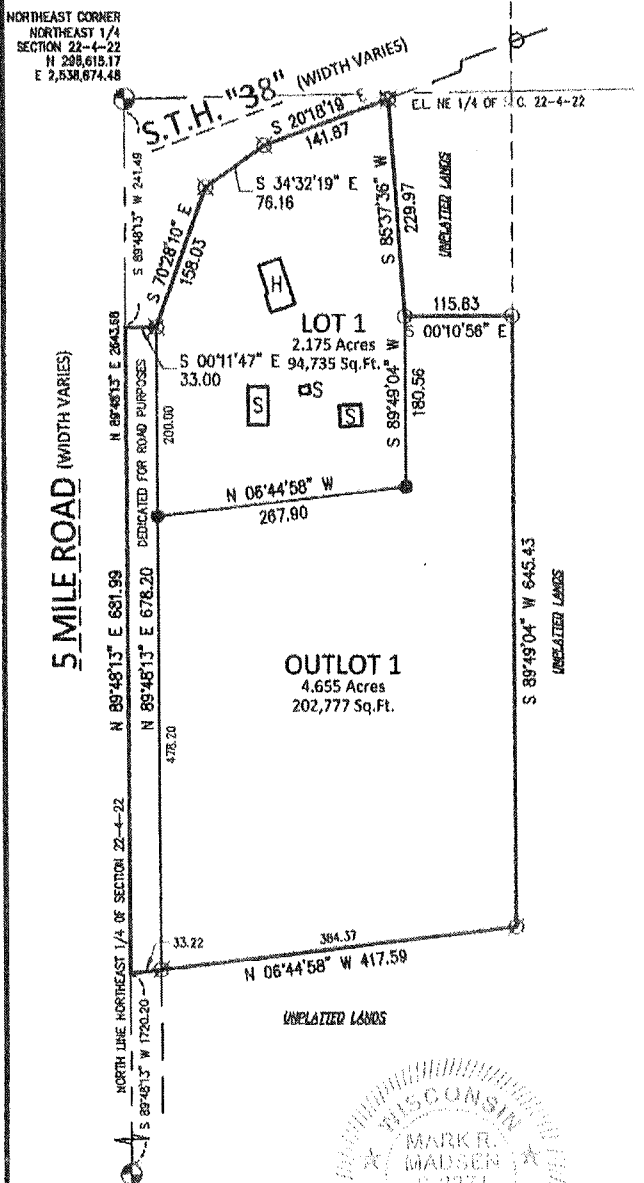 NORTHEAST CORNER
NORTHEAST 1/4
SECTION 22-4-22
N 298,615.17
E 2,538,674.48
S.T.H. "38" (WIDTH VARIES)
E.L. NE 1/4 OF 22-4-22
S 20°18'19 E
141.87
S 34°32'19" E
76.16
S 70°28'10" E
158.03
S 89°48'13" W 241.49
S 85°37'36" W
229.97
UNPLATTED LANDS
H
LOT 1
2.175 Acres
94,735 Sq.Ft.±
115.83
S 00°10'56" E
S 00°11'47" E
33.00
S
S
S
S 89°49'04" W
180.56
N 89°48'13" E 2643.68
DEDICATED FOR ROAD PURPOSES
200.00
5 MILE ROAD (WIDTH VARIES)
N 06°44'58" W
267.90
N 89°48'13" E 681.99
N 89°48'13" E 678.20
478.20
OUTLOT 1
4.655 Acres
202,777 Sq.Ft.
S 89°49'04" W 645.43
UNPLATTED LANDS
NORTH LINE NORTHEAST 1/4 OF SECTION 22-4-22
33.22
384.37
N 06°44'58" W 417.59
S 89°48'13" W 1720.20
UNPLATTED LANDS
WISCONSIN
MARK R.
MADSEN